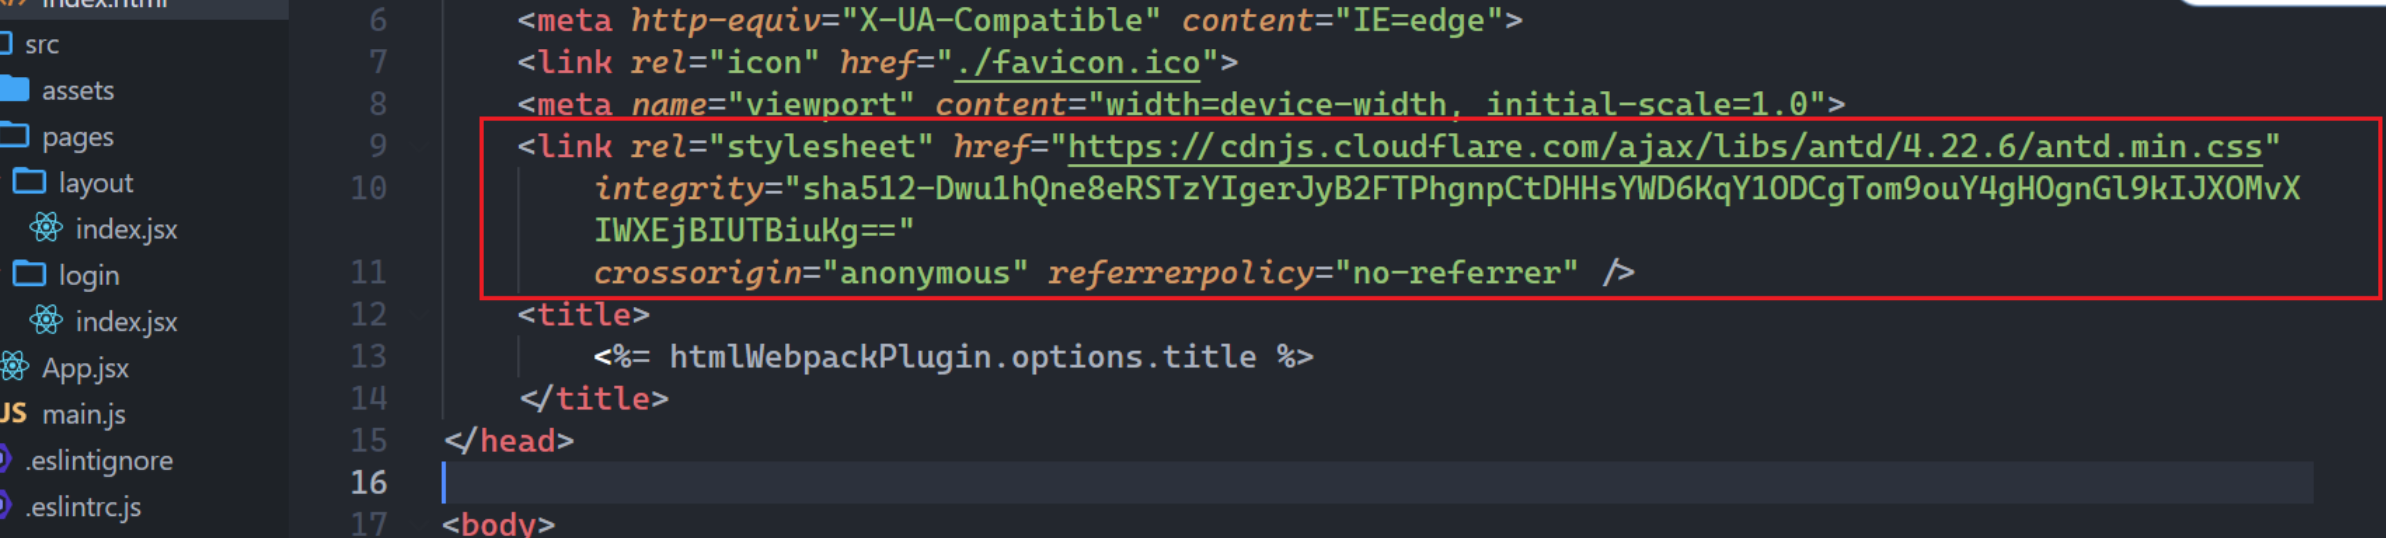 index.html
src
assets
pages
layout
index.jsx
login
index.jsx
App.jsx
JS main.js
.eslintignore
.eslintrc.js
6 <meta http-equiv="X-UA-Compatible" content="IE=edge">
7 <link rel="icon" href="./favicon.ico">
8 <meta name="viewport" content="width=device-width, initial-scale=1.0">
9 <link rel="stylesheet" href="https://cdnjs.cloudflare.com/ajax/libs/antd/4.22.6/antd.min.css"
10 integrity="sha512-Dwu1hQne8eRSTzYIgerJyB2FTPhgnpCtDHHsYWD6KqY1ODCgTom9ouY4gHOgnGl9kIJXOMvX
IWXEjBIUTBiuKg=="
11 crossorigin="anonymous" referrerpolicy="no-referrer" />
12 <title>
13 <%= htmlWebpackPlugin.options.title %>
14 </title>
15 </head>
16
17 <body>